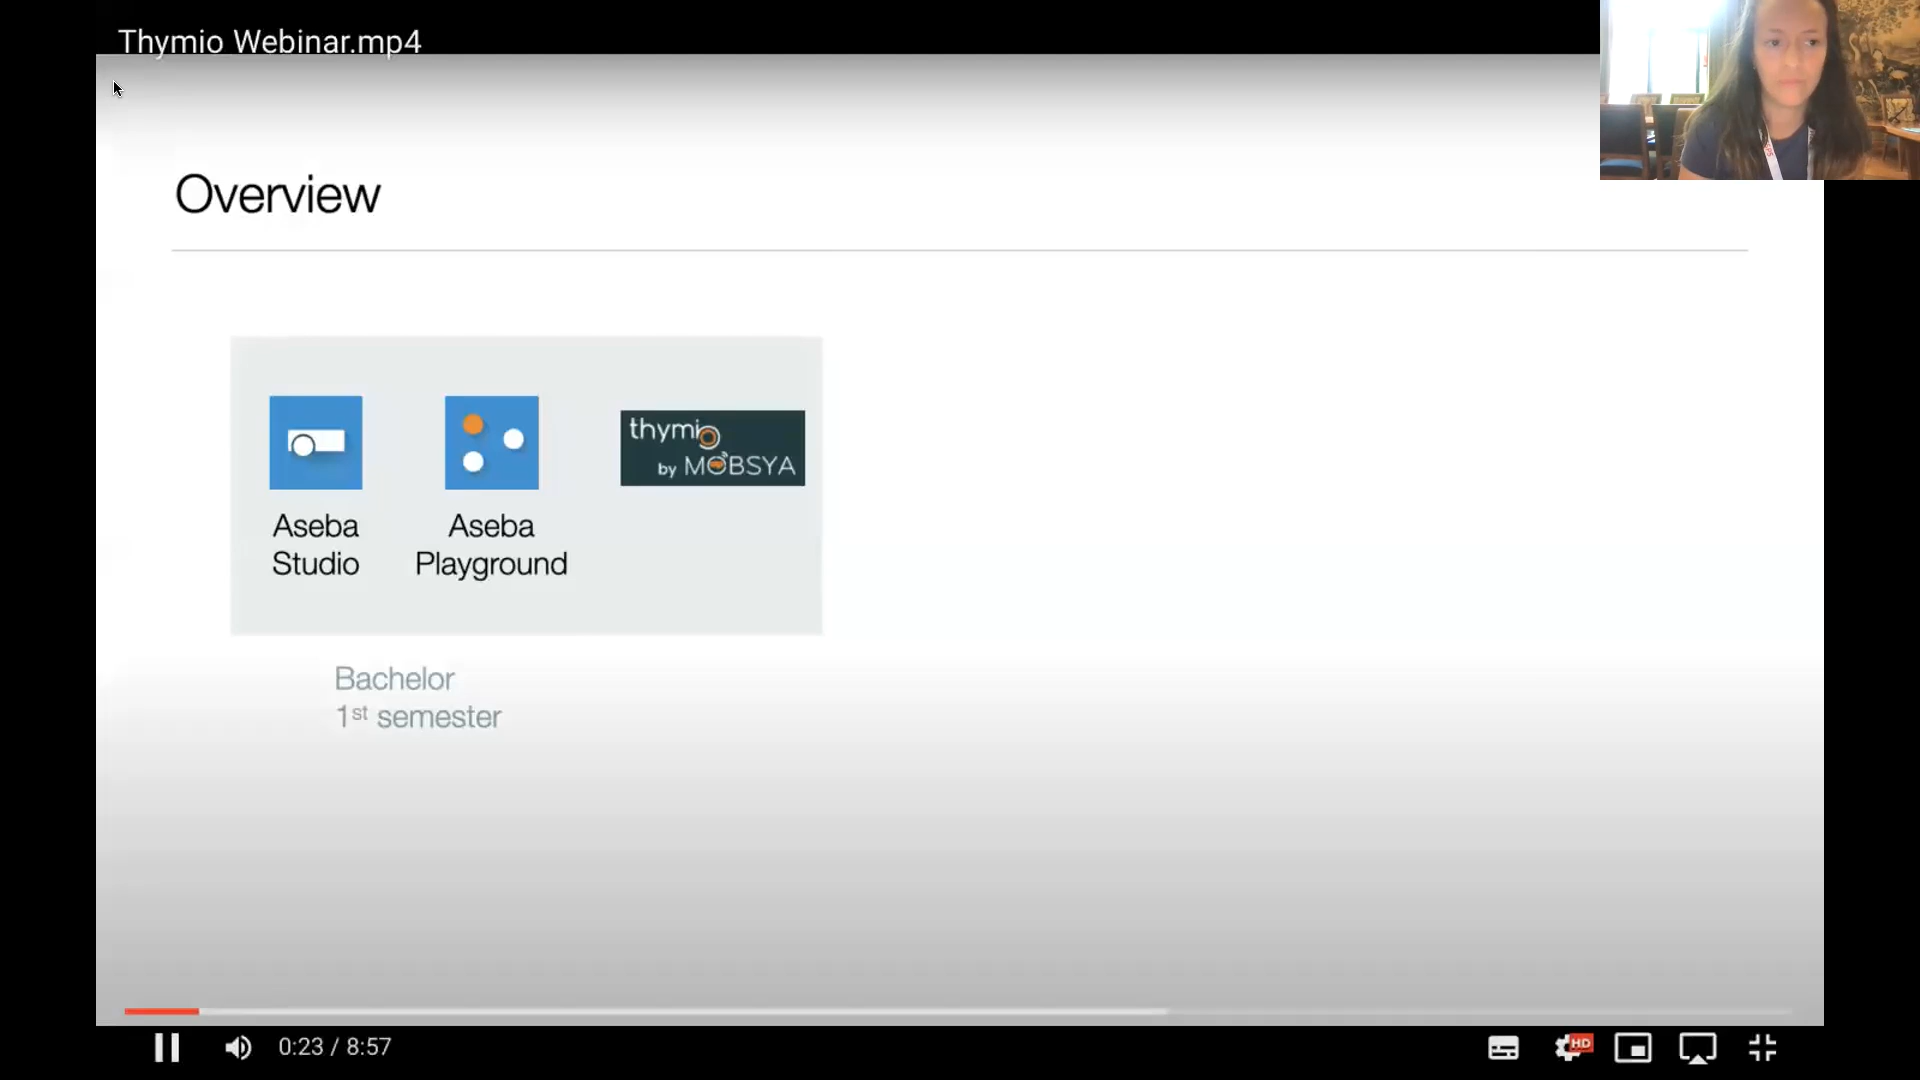 Thymio Webinar.mp4
Overview
thymio
by MOBSYA
Aseba
Studio
Aseba
Playground
Bachelor
1st semester
0:23 / 8:57
HD